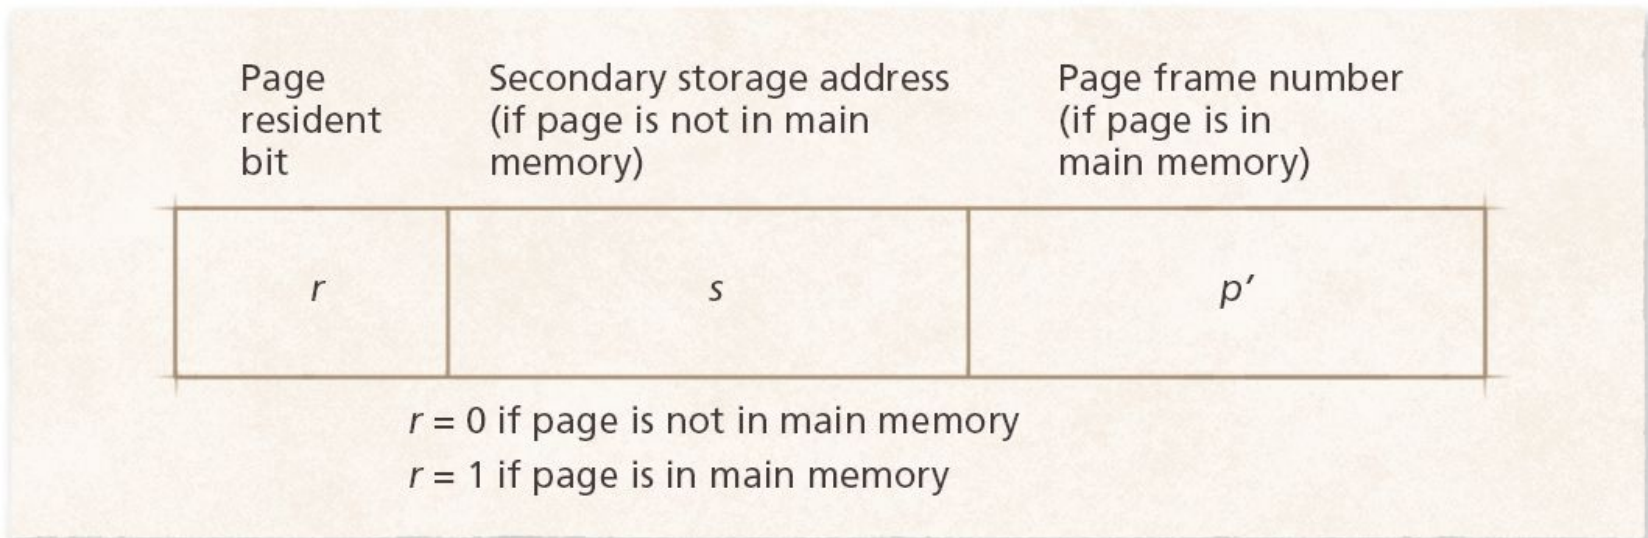 Page
resident
bit
Secondary storage address
(if page is not in main
memory)
Page frame number
(if page is in
main memory)
r
s
p′
r = 0 if page is not in main memory
r = 1 if page is in main memory